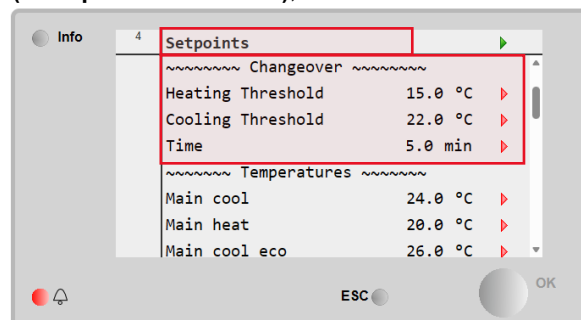 Info
4
Setpoints
~~~~~~~~ Changeover ~~~~~~~~
Heating Threshold 15.0 °C
Cooling Threshold 22.0 °C
Time 5.0 min
~~~~~~~ Temperatures ~~~~~~~
Main cool 24.0 °C
Main heat 20.0 °C
Main cool eco 26.0 °C
ESC
OK